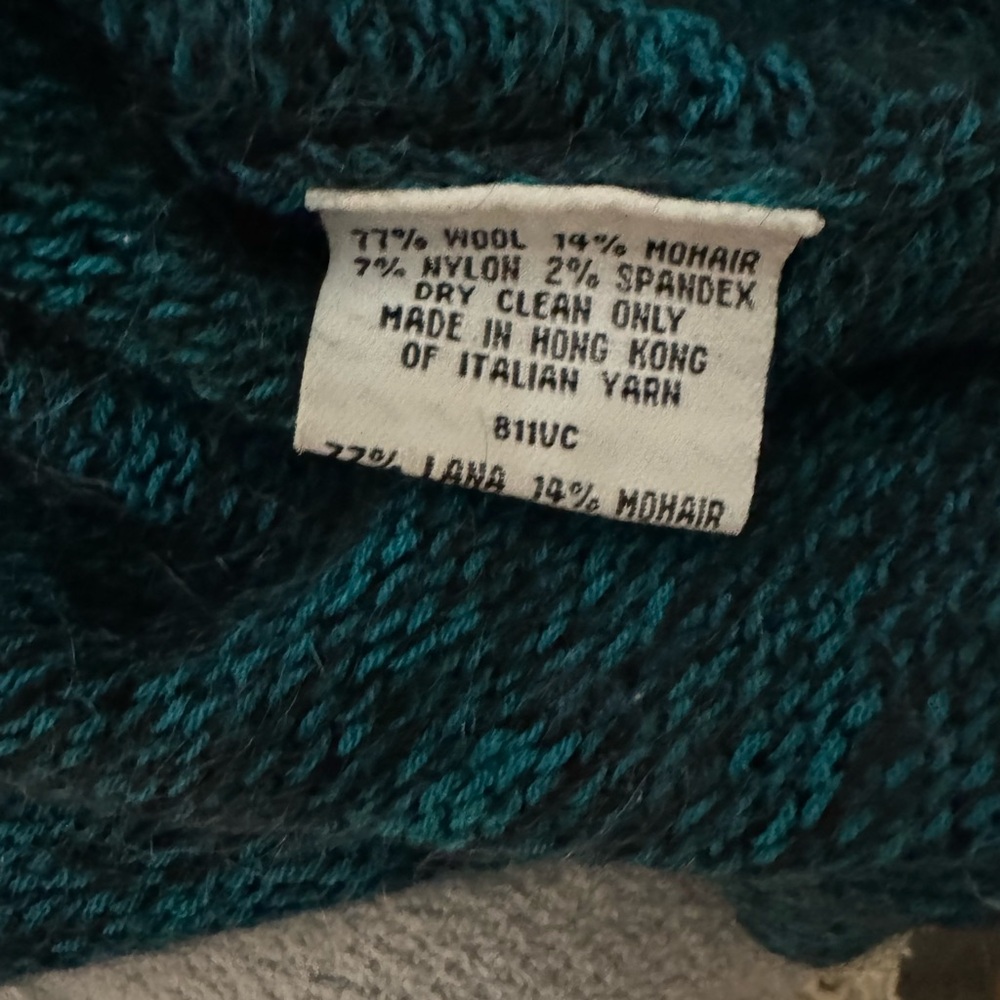 77% WOOL 14% MOHAIR
7% NYLON 2% SPANDEX
DRY CLEAN ONLY
MADE IN HONG KONG
OF ITALIAN YARN
811UC
77% LANA 14% MOHAIR